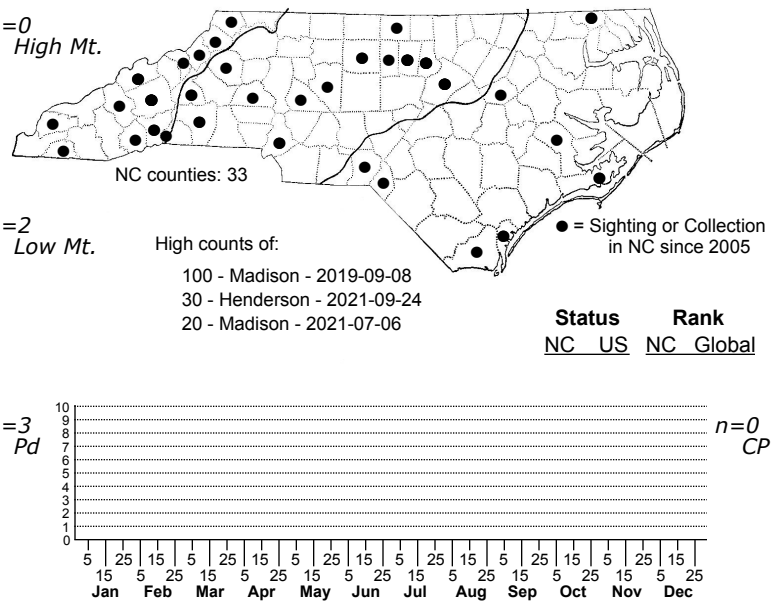 =0
High Mt.
NC counties: 33
=2
Low Mt.
● = Sighting or Collection
in NC since 2005
High counts of:
100 - Madison - 2019-09-08
30 - Henderson - 2021-09-24
20 - Madison - 2021-07-06
Status Rank
NC US NC Global
=3
Pd
n=0
CP
10
9
8
7
6
5
4
3
2
1
0
5 25 15 5 25 15 5 25 15 5 25 15 5 25 15 5 25 15
15 5 25 15 5 25 15 5 25 15 5 25 15 5 25 15 5 25
Jan Feb Mar Apr May Jun Jul Aug Sep Oct Nov Dec